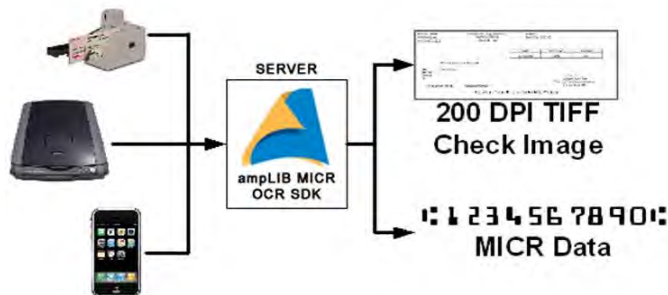 SERVER
ampLIB MICR
OCR SDK
200 DPI TIFF
Check Image
⑆1234567890⑆
MICR Data